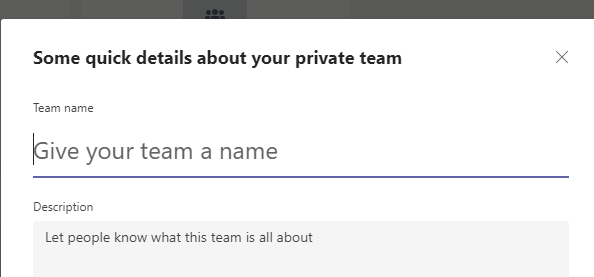 Some quick details about your private team
Team name
Give your team a name
Description
Let people know what this team is all about